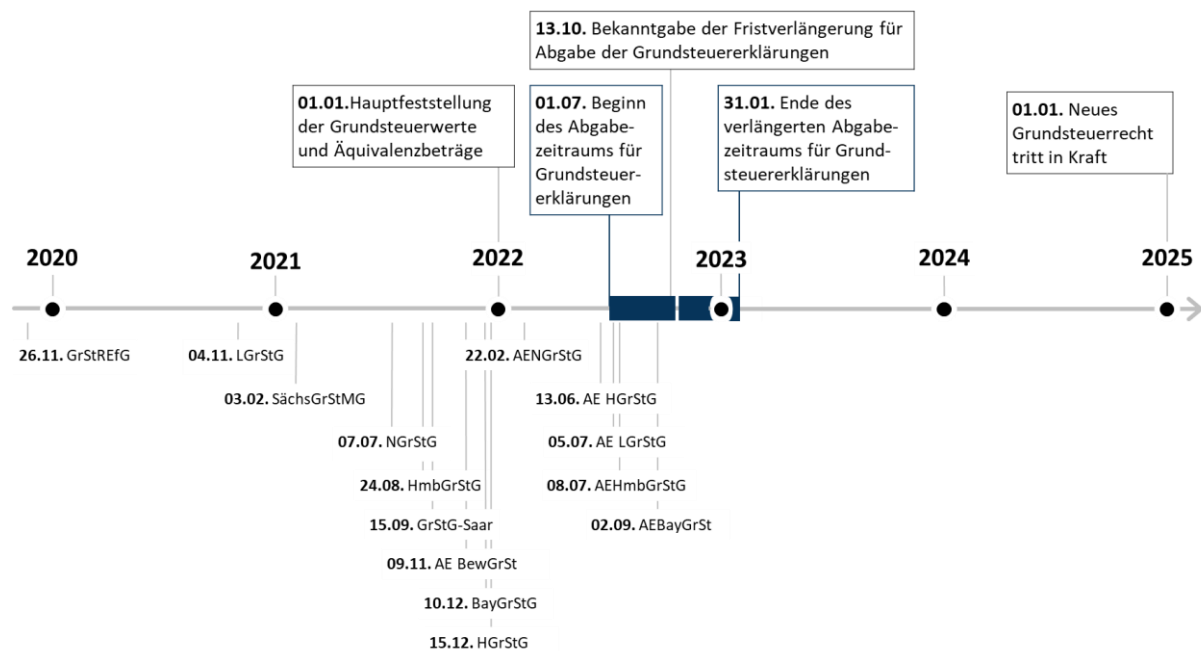 13.10. Bekanntgabe der Fristverlängerung für
Abgabe der Grundsteuererklärungen
01.01.Hauptfeststellung
der Grundsteuerwerte
und Äquivalenzbeträge
01.07. Beginn
des Abgabe-
zeitraums für
Grundsteuer-
erklärungen
31.01. Ende des
verlängerten Abgabe-
zeitraums für Grund-
steuererklärungen
01.01. Neues
Grundsteuerrecht
tritt in Kraft
2020
2021
2022
2023
2024
2025
26.11. GrStREfG
04.11. LGrStG
22.02. AENGrStG
03.02. SächsGrStMG
13.06. AE HGrStG
07.07. NGrStG
05.07. AE LGrStG
24.08. HmbGrStG
08.07. AEHmbGrStG
15.09. GrStG-Saar
02.09. AEBayGrSt
09.11. AE BewGrSt
10.12. BayGrStG
15.12. HGrStG